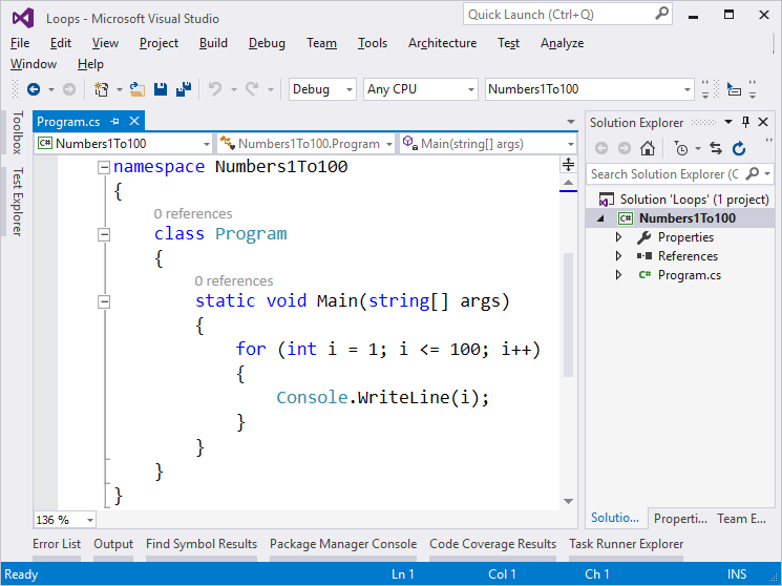 Loops - Microsoft Visual Studio
Quick Launch (Ctrl+Q)
File Edit View Project Build Debug Team Tools Architecture Test Analyze
Window Help
Debug Any CPU Numbers1To100
Toolbox
Test Explorer
Program.cs
C# Numbers1To100 Numbers1To100.Program Main(string[] args)
namespace Numbers1To100
{
0 references
class Program
{
0 references
static void Main(string[] args)
{
for (int i = 1; i <= 100; i++)
{
Console.WriteLine(i);
}
}
}
}
136 %
Solution Explorer
Search Solution Explorer (C
Solution 'Loops' (1 project)
C# Numbers1To100
Properties
References
C# Program.cs
Soluti­o... Properti... Team E...
Error List Output Find Symbol Results Package Manager Console Code Coverage Results Task Runner Explorer
Ready Ln 1 Col 1 Ch 1 INS